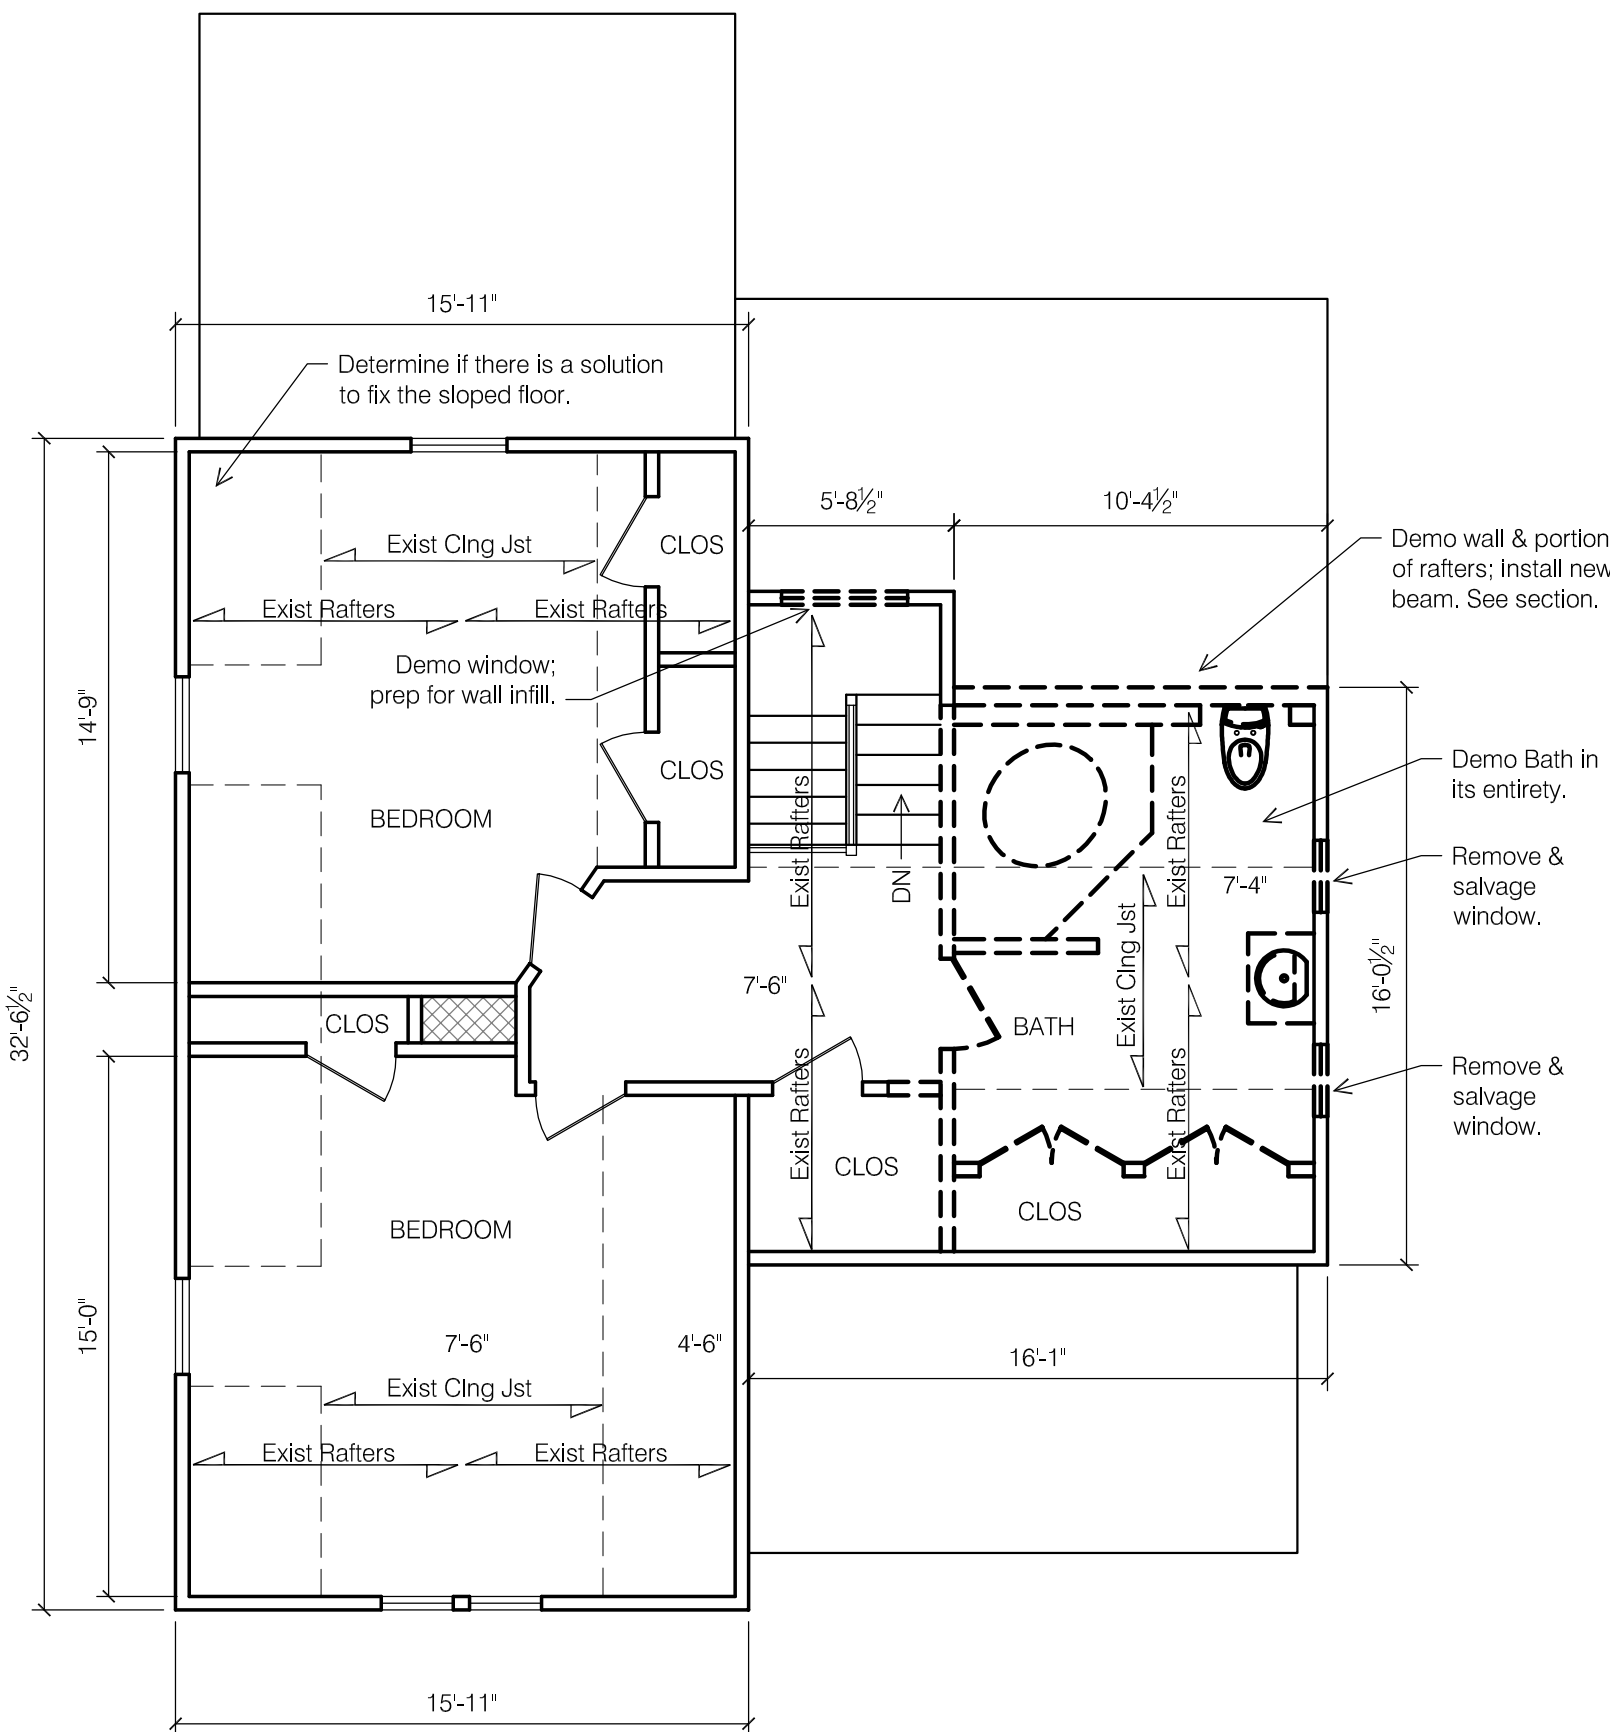 15'-11"
Determine if there is a solution
to fix the sloped floor.
5'-8½"
10'-4½"
Demo wall & portion
of rafters; install new
beam. See section.
Exist Clng Jst
CLOS
Exist Rafters
Exist Rafters
Demo window;
prep for wall infill.
14'-9"
CLOS
BEDROOM
Exist Rafters
DN
Exist Rafters
Demo Bath in
its entirety.
Remove &
salvage
window.
7'-4"
Exist Clng Jst
7'-6"
16'-0½"
32'-6½"
CLOS
BATH
Remove &
salvage
window.
Exist Rafters
Exist Rafters
CLOS
CLOS
BEDROOM
15'-0"
7'-6"
4'-6"
16'-1"
Exist Clng Jst
Exist Rafters
Exist Rafters
15'-11"